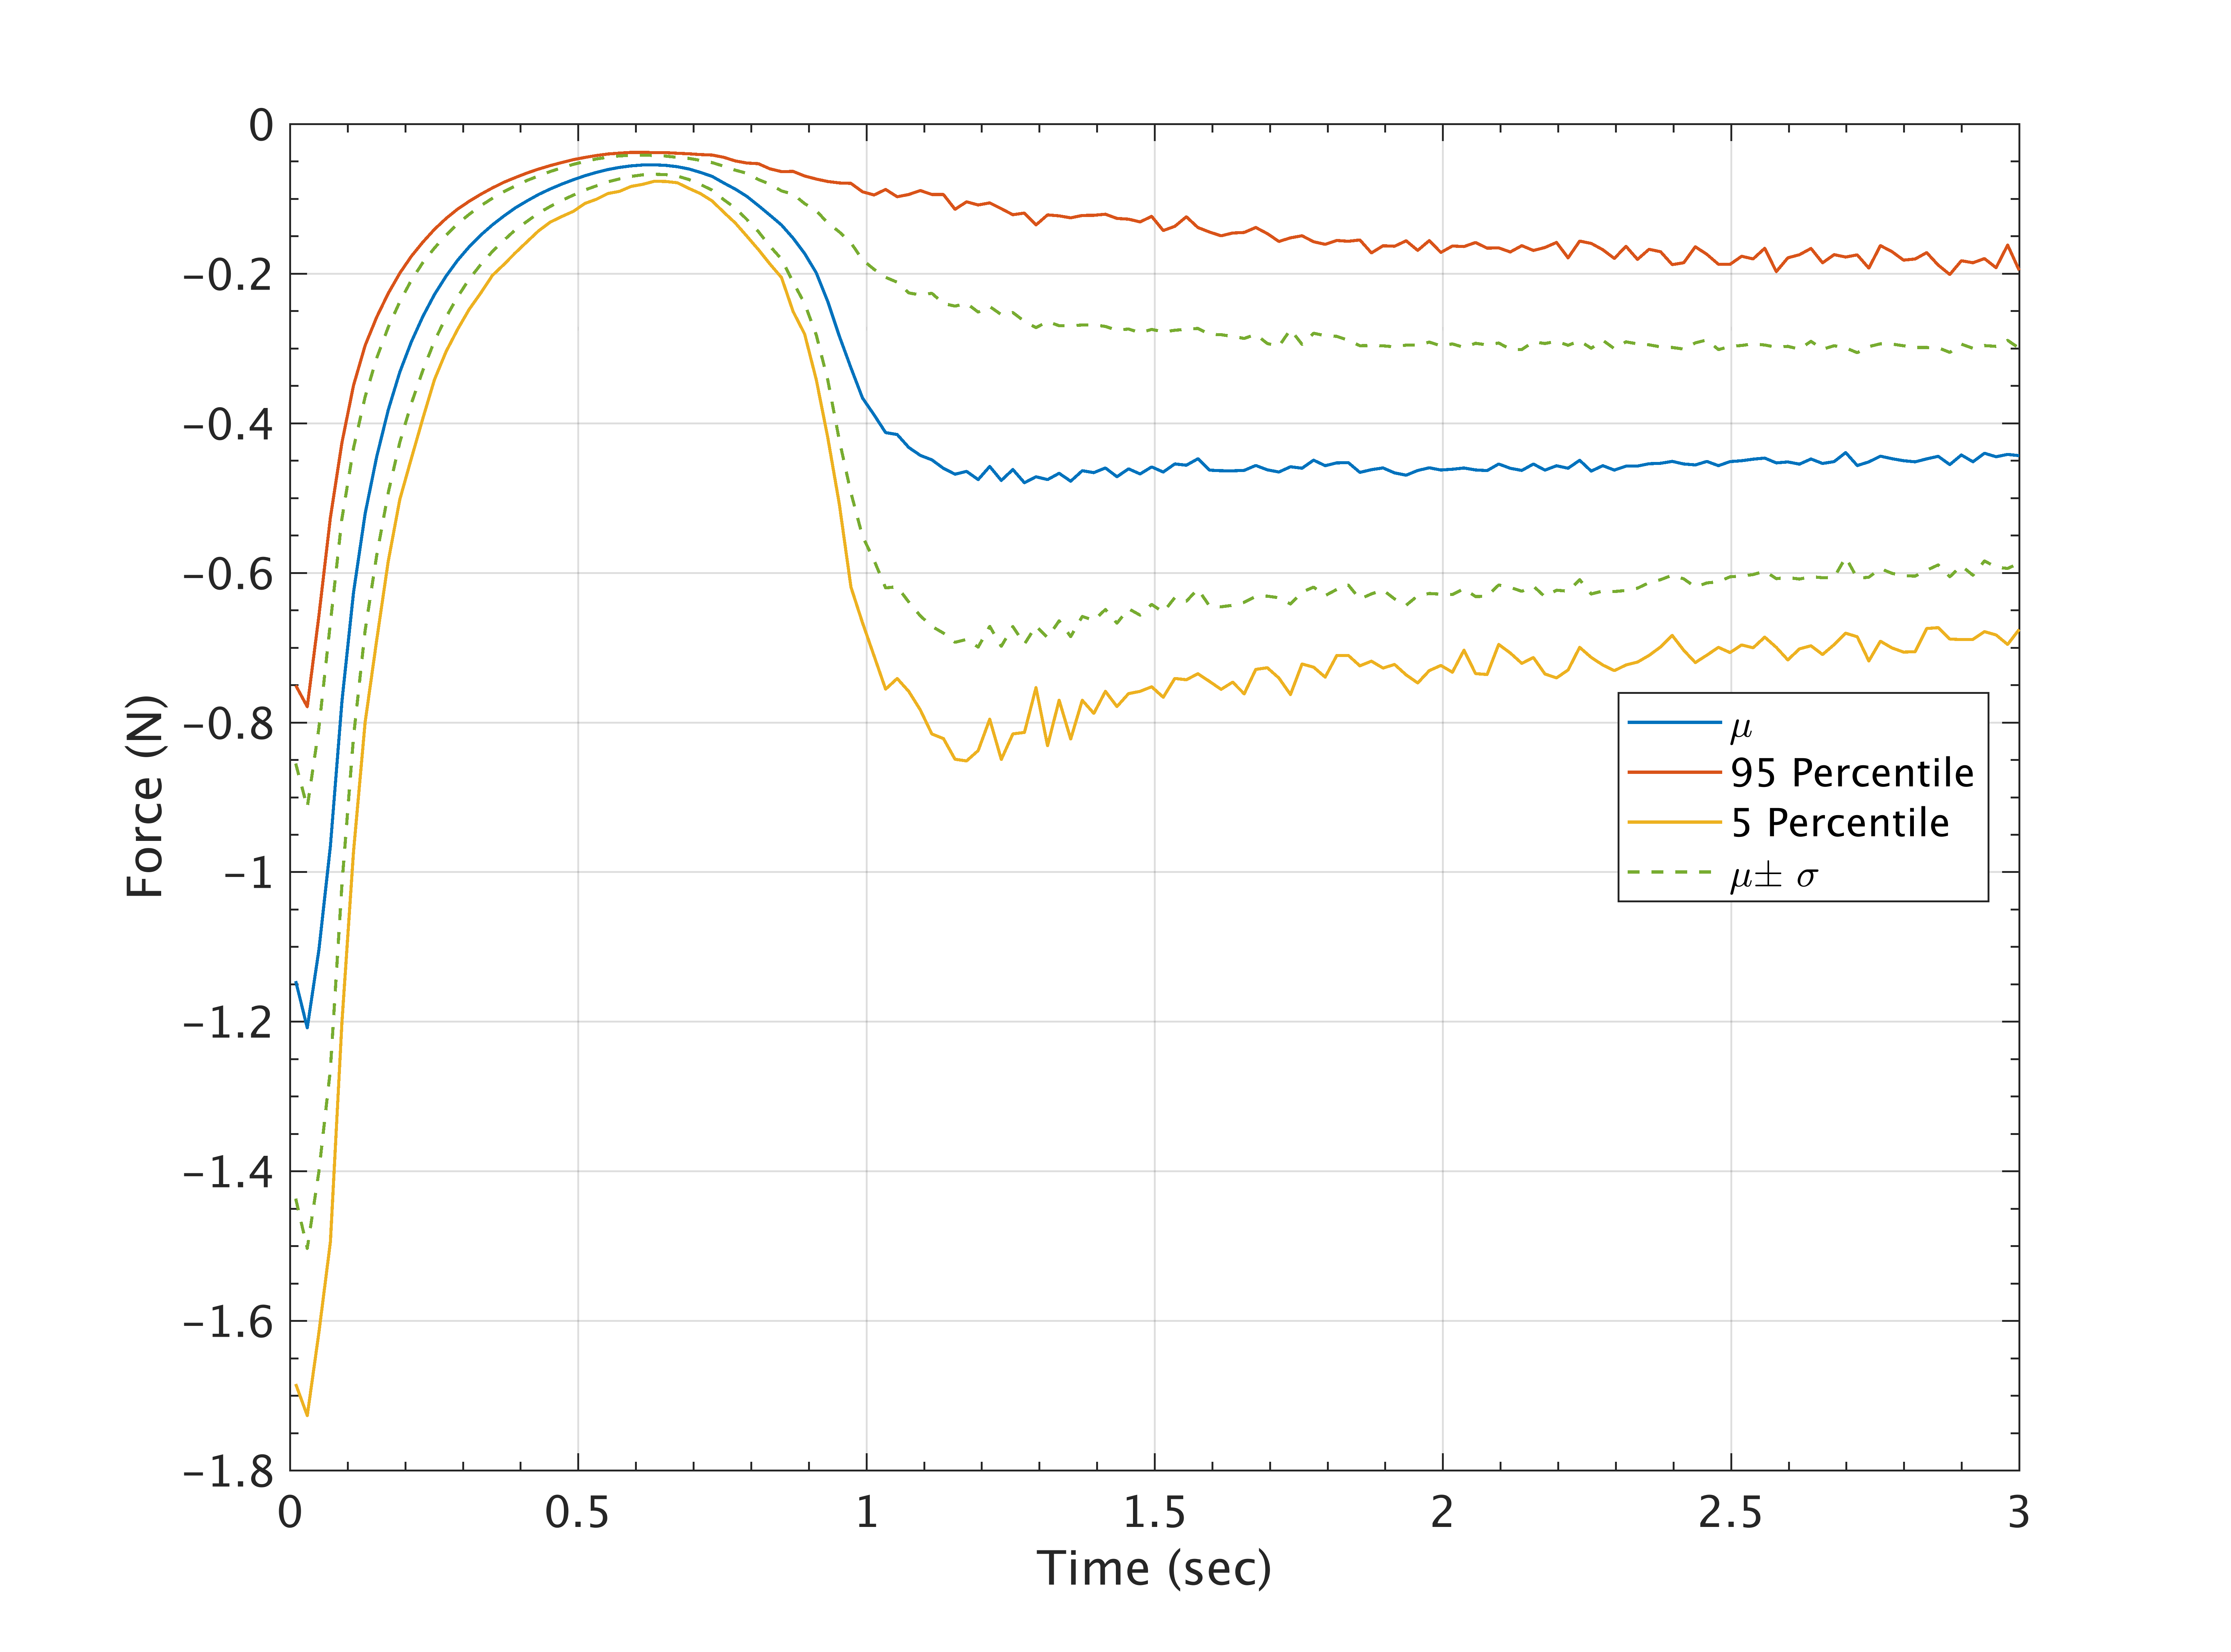 0
−0.2
−0.4
−0.6
−0.8
−1
−1.2
−1.4
−1.6
−1.8
Force (N)
0 0.5 1 1.5 2 2.5 3
Time (sec)
μ
95 Percentile
5 Percentile
μ± σ